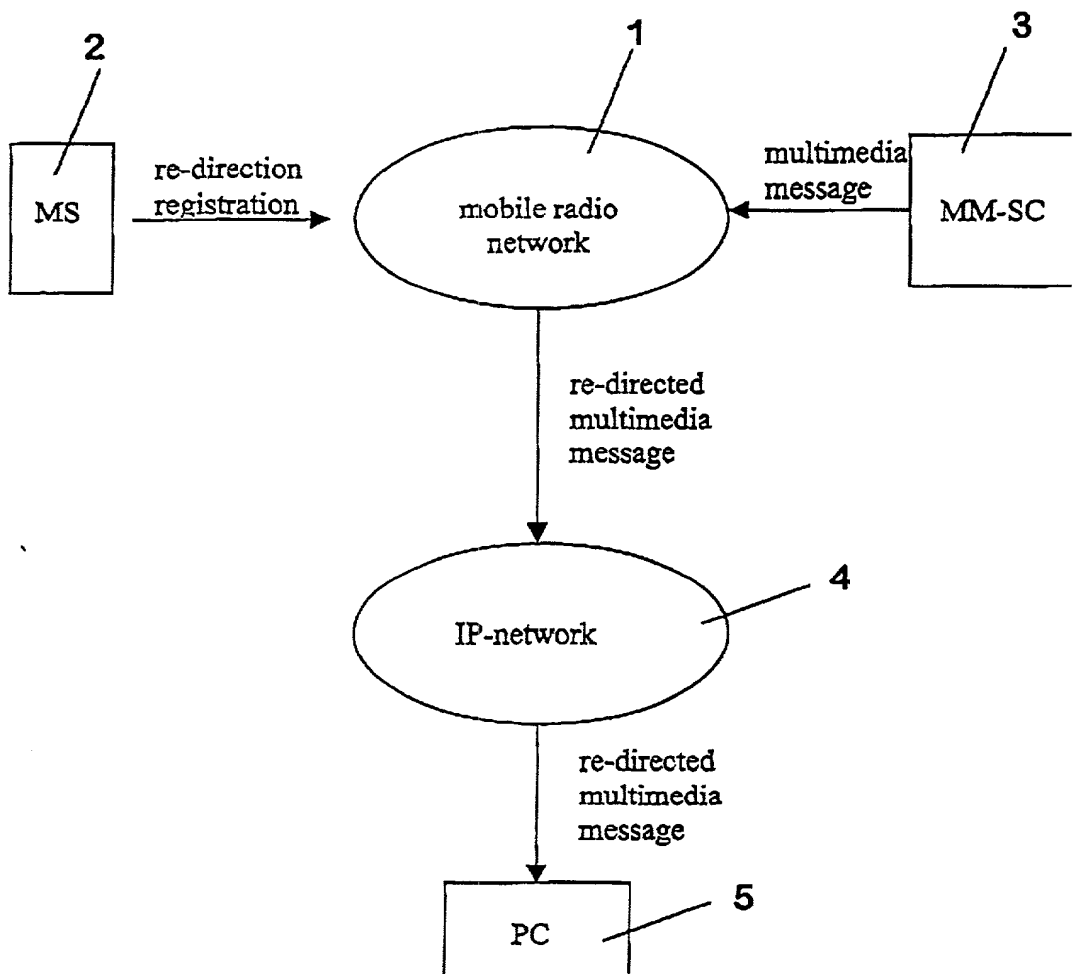 2
1
3
re-direction
registration
MS
mobile radio
network
multimedia
message
MM-SC
re-directed
multimedia
message
4
IP-network
re-directed
multimedia
message
5
PC